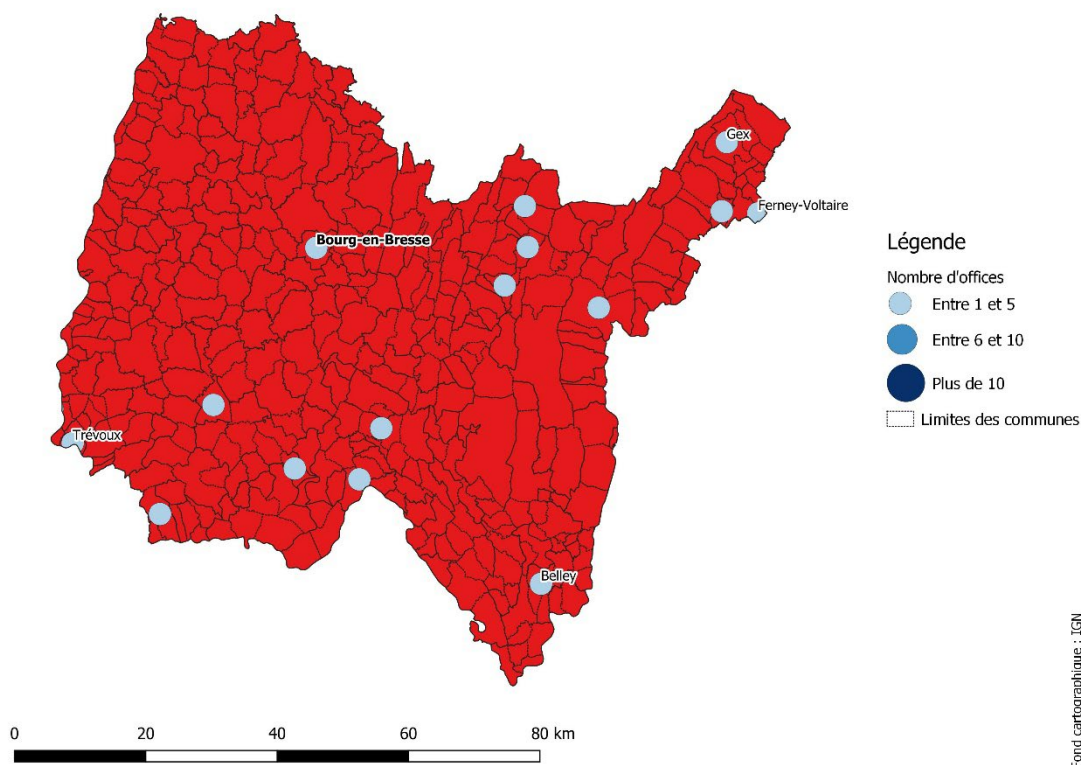 Gex
Ferney-Voltaire
Bourg-en-Bresse
Trévoux
Belley
Légende
Nombre d'offices
Entre 1 et 5
Entre 6 et 10
Plus de 10
Limites des communes
0 20 40 60 80 km
Fond cartographique : IGN